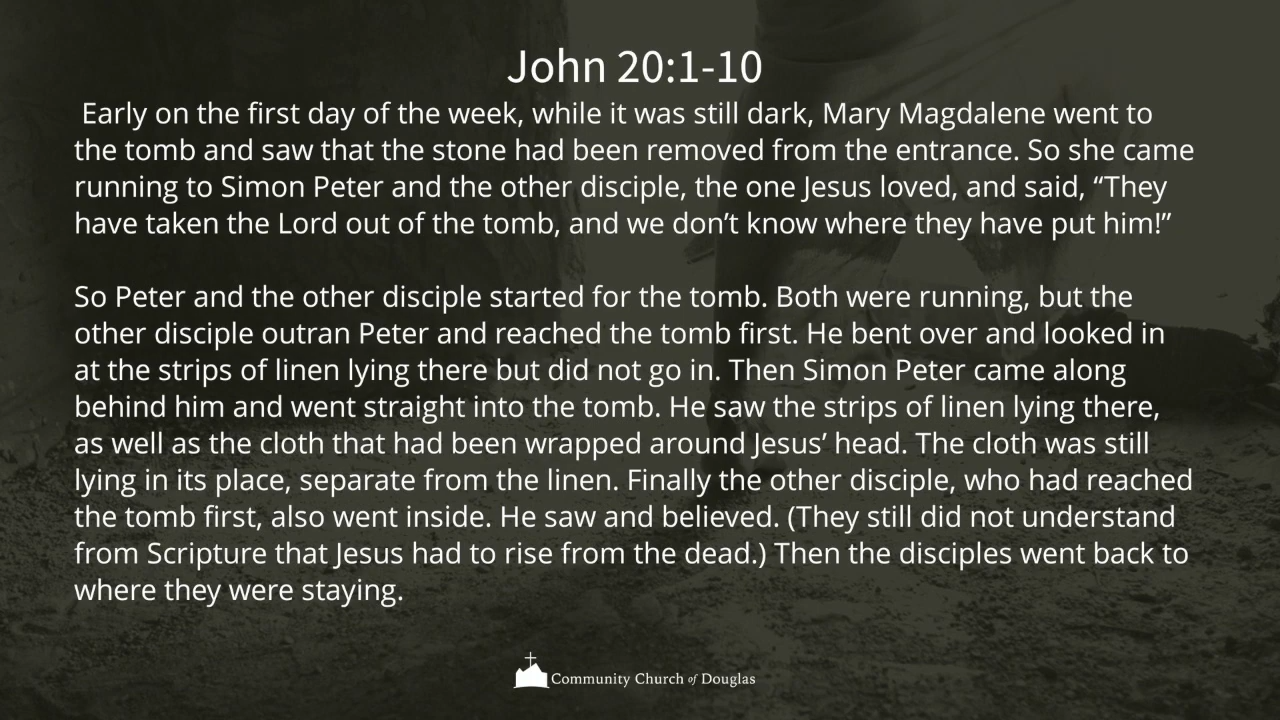 John 20:1-10
Early on the first day of the week, while it was still dark, Mary Magdalene went to
the tomb and saw that the stone had been removed from the entrance. So she came
running to Simon Peter and the other disciple, the one Jesus loved, and said, “They
have taken the Lord out of the tomb, and we don’t know where they have put him!”
So Peter and the other disciple started for the tomb. Both were running, but the
other disciple outran Peter and reached the tomb first. He bent over and looked in
at the strips of linen lying there but did not go in. Then Simon Peter came along
behind him and went straight into the tomb. He saw the strips of linen lying there,
as well as the cloth that had been wrapped around Jesus’ head. The cloth was still
lying in its place, separate from the linen. Finally the other disciple, who had reached
the tomb first, also went inside. He saw and believed. (They still did not understand
from Scripture that Jesus had to rise from the dead.) Then the disciples went back to
where they were staying.
Community Church of Douglas